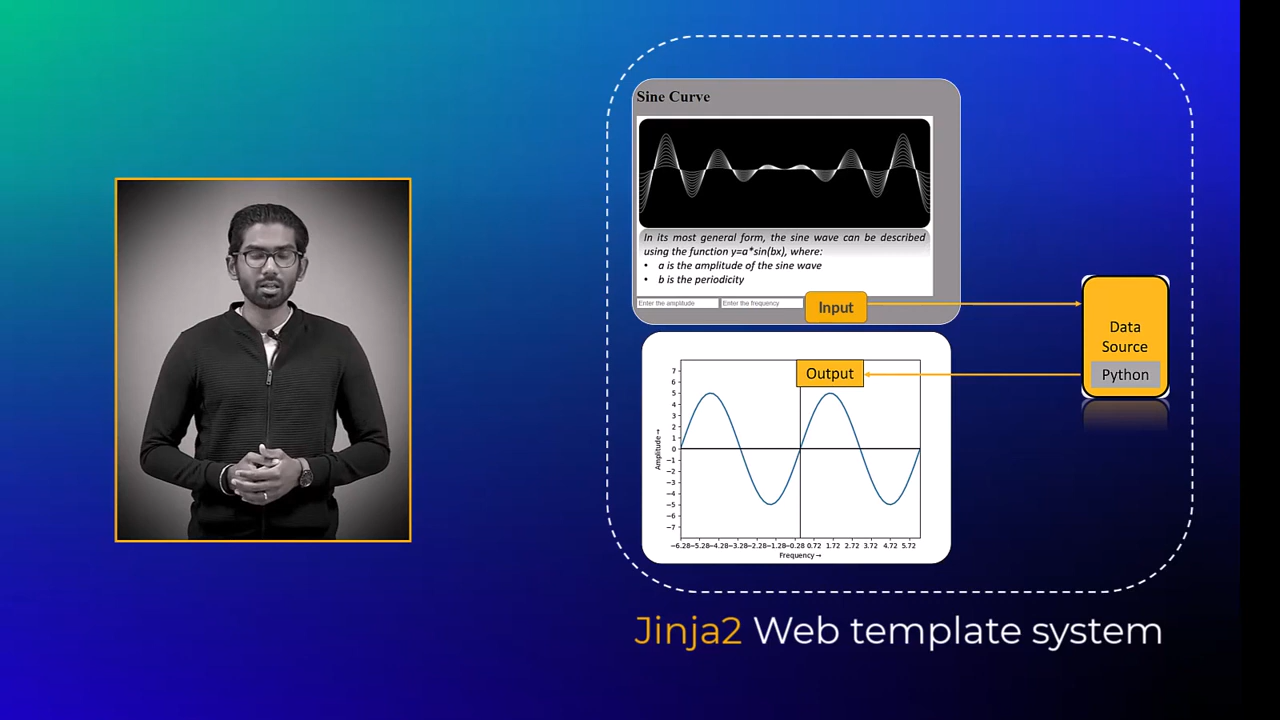 Sine Curve
In its most general form, the sine wave can be described
using the function y=a*sin(bx), where:
• a is the amplitude of the sine wave
• b is the periodicity
Enter the amplitude
Enter the frequency
Input
Data
Source
Python
Output
7
6
5
4
3
2
1
0
−1
−2
−3
−4
−5
−6
−7
Amplitude→
−6.28−5.28−4.28−3.28−2.28−1.28−0.28 0.72 1.72 2.72 3.72 4.72 5.72
Frequency→
Jinja2 Web template system